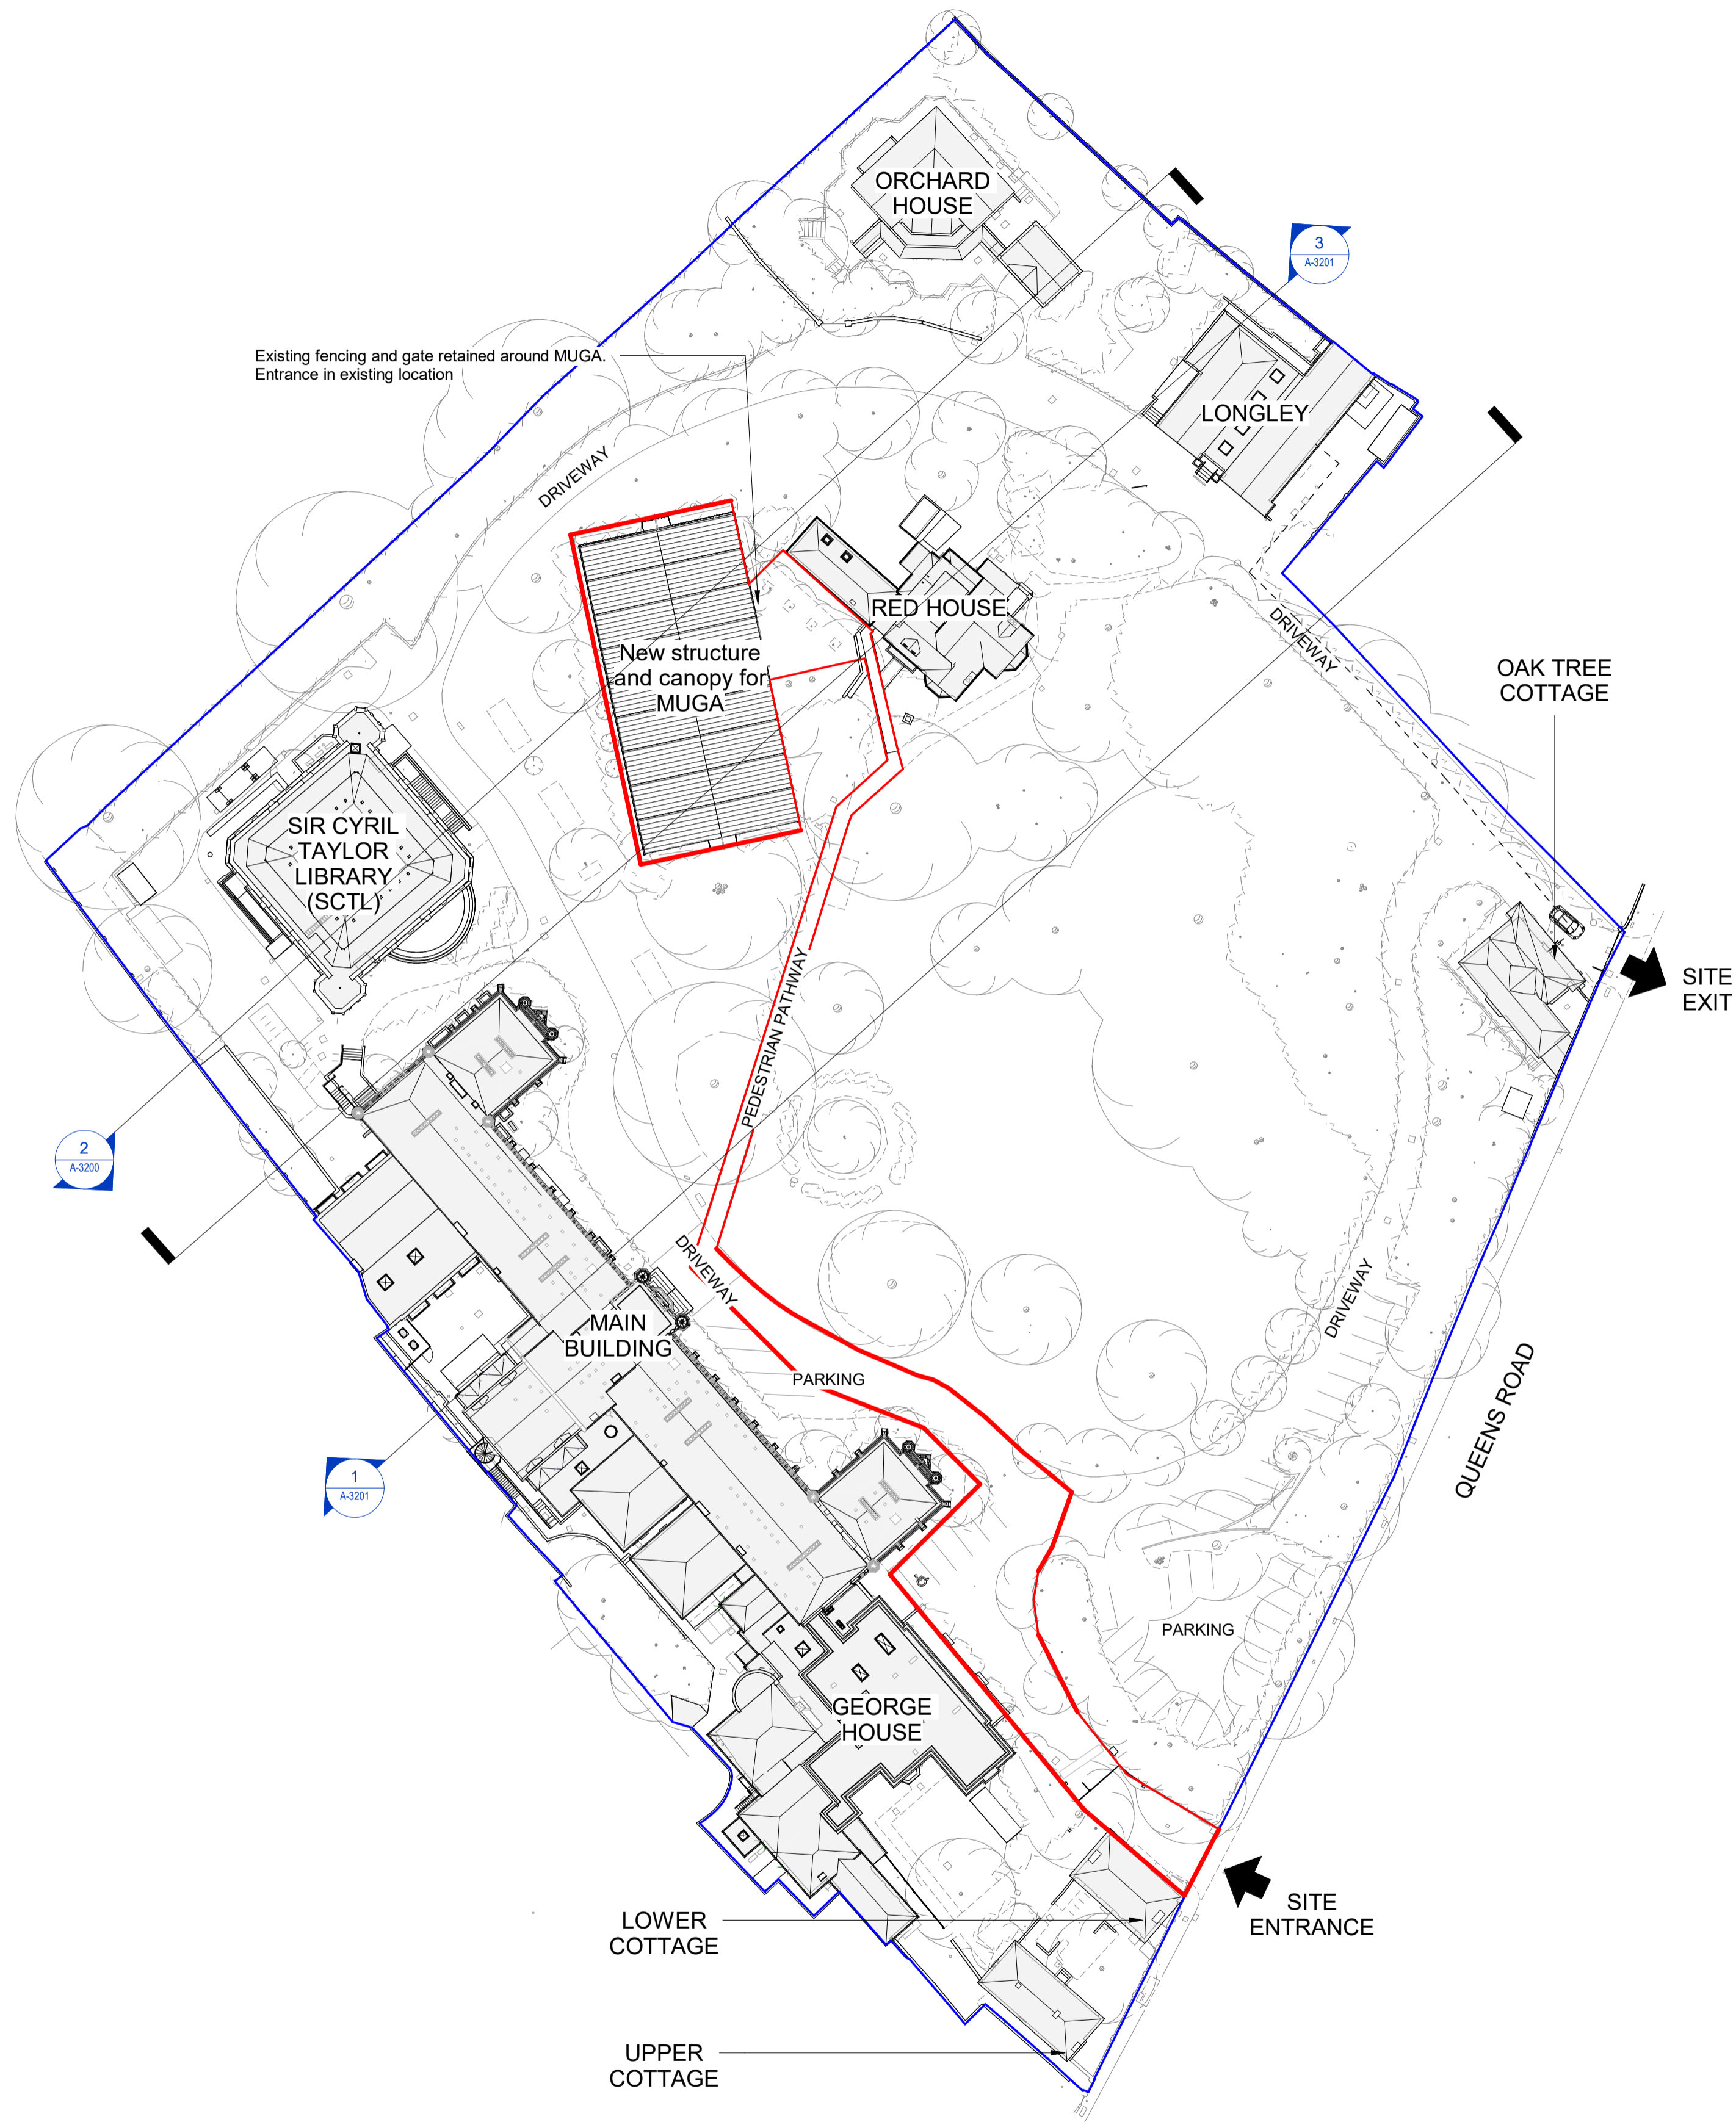 ORCHARD
HOUSE
3
A-3201
Existing fencing and gate retained around MUGA.
Entrance in existing location
LONGLEY
DRIVEWAY
RED HOUSE
DRIVEWAY
New structure
and canopy for
MUGA
OAK TREE
COTTAGE
SIR CYRIL
TAYLOR
LIBRARY
(SCTL)
SITE
EXIT
PEDESTRIAN PATHWAY
2
A-3200
DRIVEWAY
DRIVEWAY
MAIN
BUILDING
PARKING
QUEENS ROAD
1
A-3201
PARKING
GEORGE
HOUSE
SITE
ENTRANCE
LOWER
COTTAGE
UPPER
COTTAGE